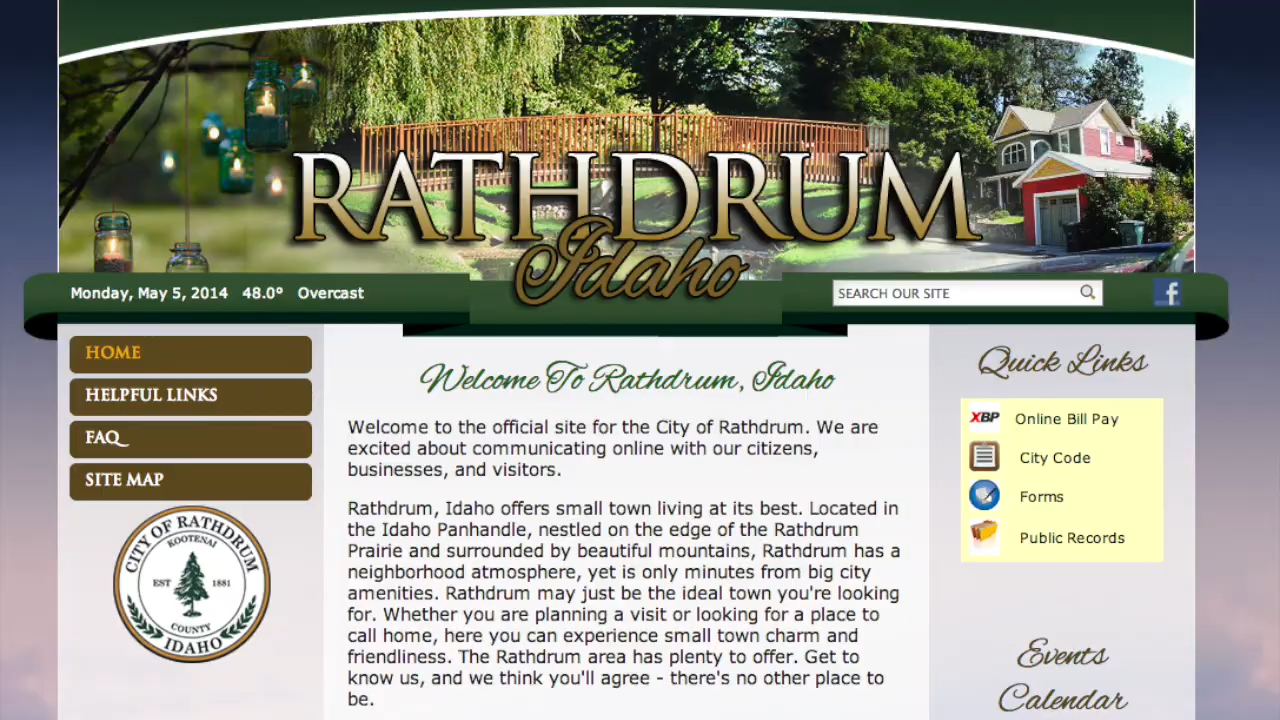 RATHDRUM
Idaho
Monday, May 5, 2014 48.0° Overcast
SEARCH OUR SITE
f
HOME
HELPFUL LINKS
FAQ
SITE MAP
CITY OF RATHDRUM
KOOTENAI
EST 1881
COUNTY
IDAHO
Welcome To Rathdrum, Idaho
Welcome to the official site for the City of Rathdrum. We are
excited about communicating online with our citizens,
businesses, and visitors.
Rathdrum, Idaho offers small town living at its best. Located in
the Idaho Panhandle, nestled on the edge of the Rathdrum
Prairie and surrounded by beautiful mountains, Rathdrum has a
neighborhood atmosphere, yet is only minutes from big city
amenities. Rathdrum may just be the ideal town you're looking
for. Whether you are planning a visit or looking for a place to
call home, here you can experience small town charm and
friendliness. The Rathdrum area has plenty to offer. Get to
know us, and we think you'll agree - there's no other place to
be.
Quick Links
XBP Online Bill Pay
City Code
Forms
Public Records
Events
Calendar